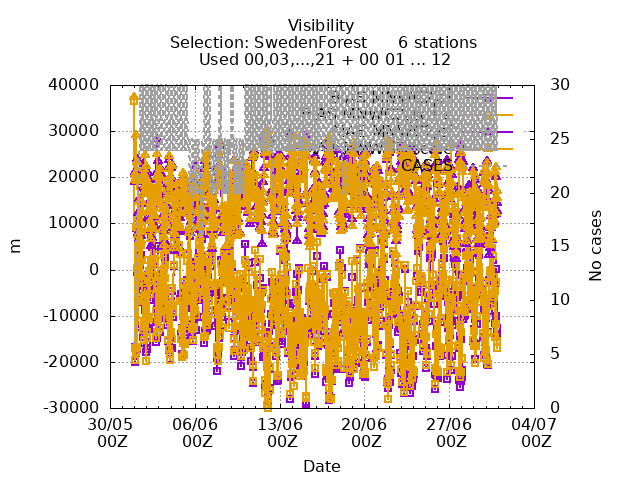 Visibility
Selection: SwedenForest 6 stations
Used 00,03,...,21 + 00 01 ... 12
40000
30000
20000
10000
0
-10000
-20000
-30000
m
30
25
20
15
10
5
0
No cases
CASES
30/05 06/06 13/06 20/06 27/06 04/07
00Z 00Z 00Z 00Z 00Z 00Z
Date